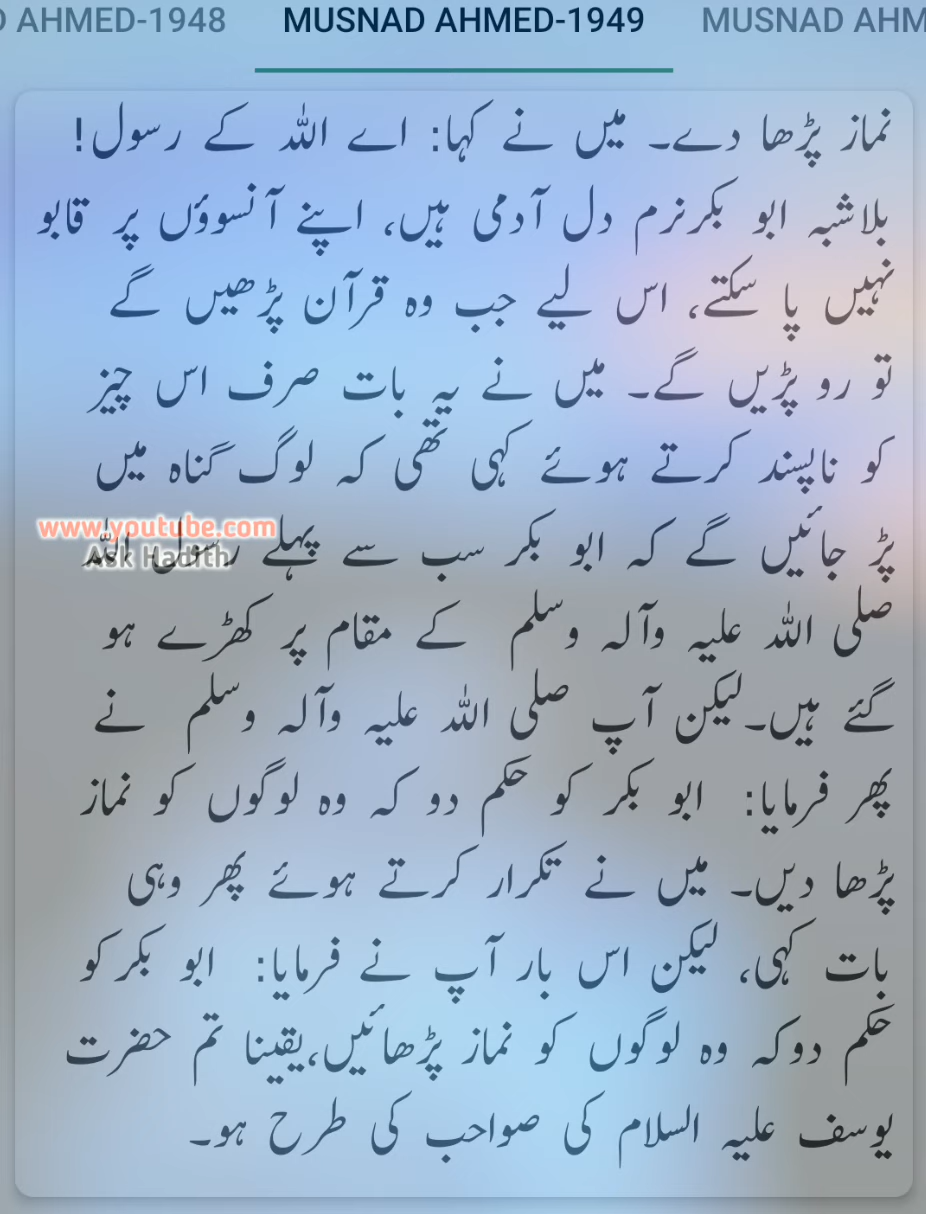 D AHMED-1948 MUSNAD AHMED-1949 MUSNAD AHM
نماز پڑھا دے۔ میں نے کہا: اے اللہ کے رسول!
بلاشبہ ابو بکرنرم دل آدمی ہیں، اپنے آنسوؤں پر قابو
نہیں پا سکتے، اس لیے جب وہ قرآن پڑھیں گے
تو رو پڑیں گے۔ میں نے یہ بات صرف اس چیز
کو ناپسند کرتے ہوئے کہی تھی کہ لوگ گناہ میں
www.youtube.com
پڑ جائیں گے کہ ابو بکر سب سے پہلے رسول اللہ
Ask Hadith
صلی اللہ علیہ وآلہ وسلم کے مقام پر کھڑے ہو
گئے ہیں۔لیکن آپ صلی اللہ علیہ وآلہ وسلم نے
پھر فرمایا: ابو بکر کو حکم دو کہ وہ لوگوں کو نماز
پڑھا دیں۔ میں نے تکرار کرتے ہوئے پھر وہی
بات کہی، لیکن اس بار آپ نے فرمایا: ابو بکرکو
حکم دوکہ وہ لوگوں کو نماز پڑھائیں،یقینا تم حضرت
یوسف علیہ السلام کی صواحب کی طرح ہو۔